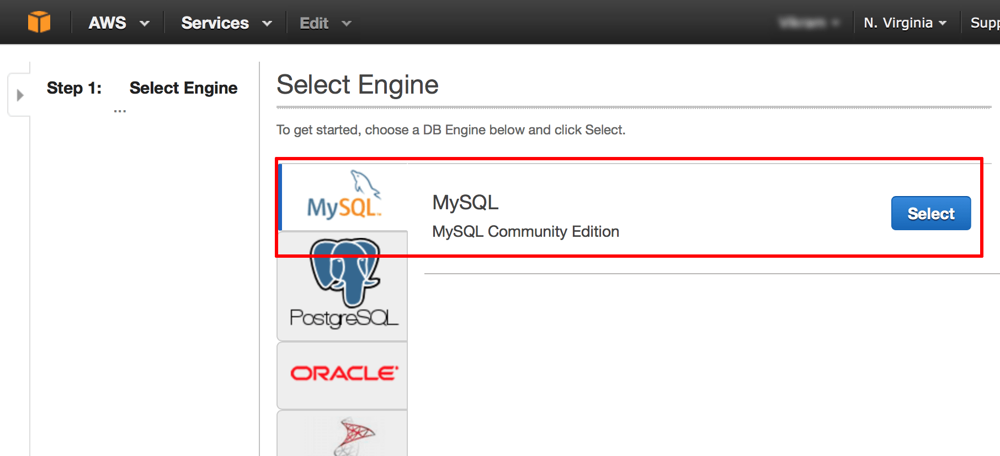 AWS Services Edit N. Virginia Supp
Step 1: Select Engine
...
Select Engine
To get started, choose a DB Engine below and click Select.
MySQL
MySQL
MySQL Community Edition
Select
PostgreSQL
ORACLE